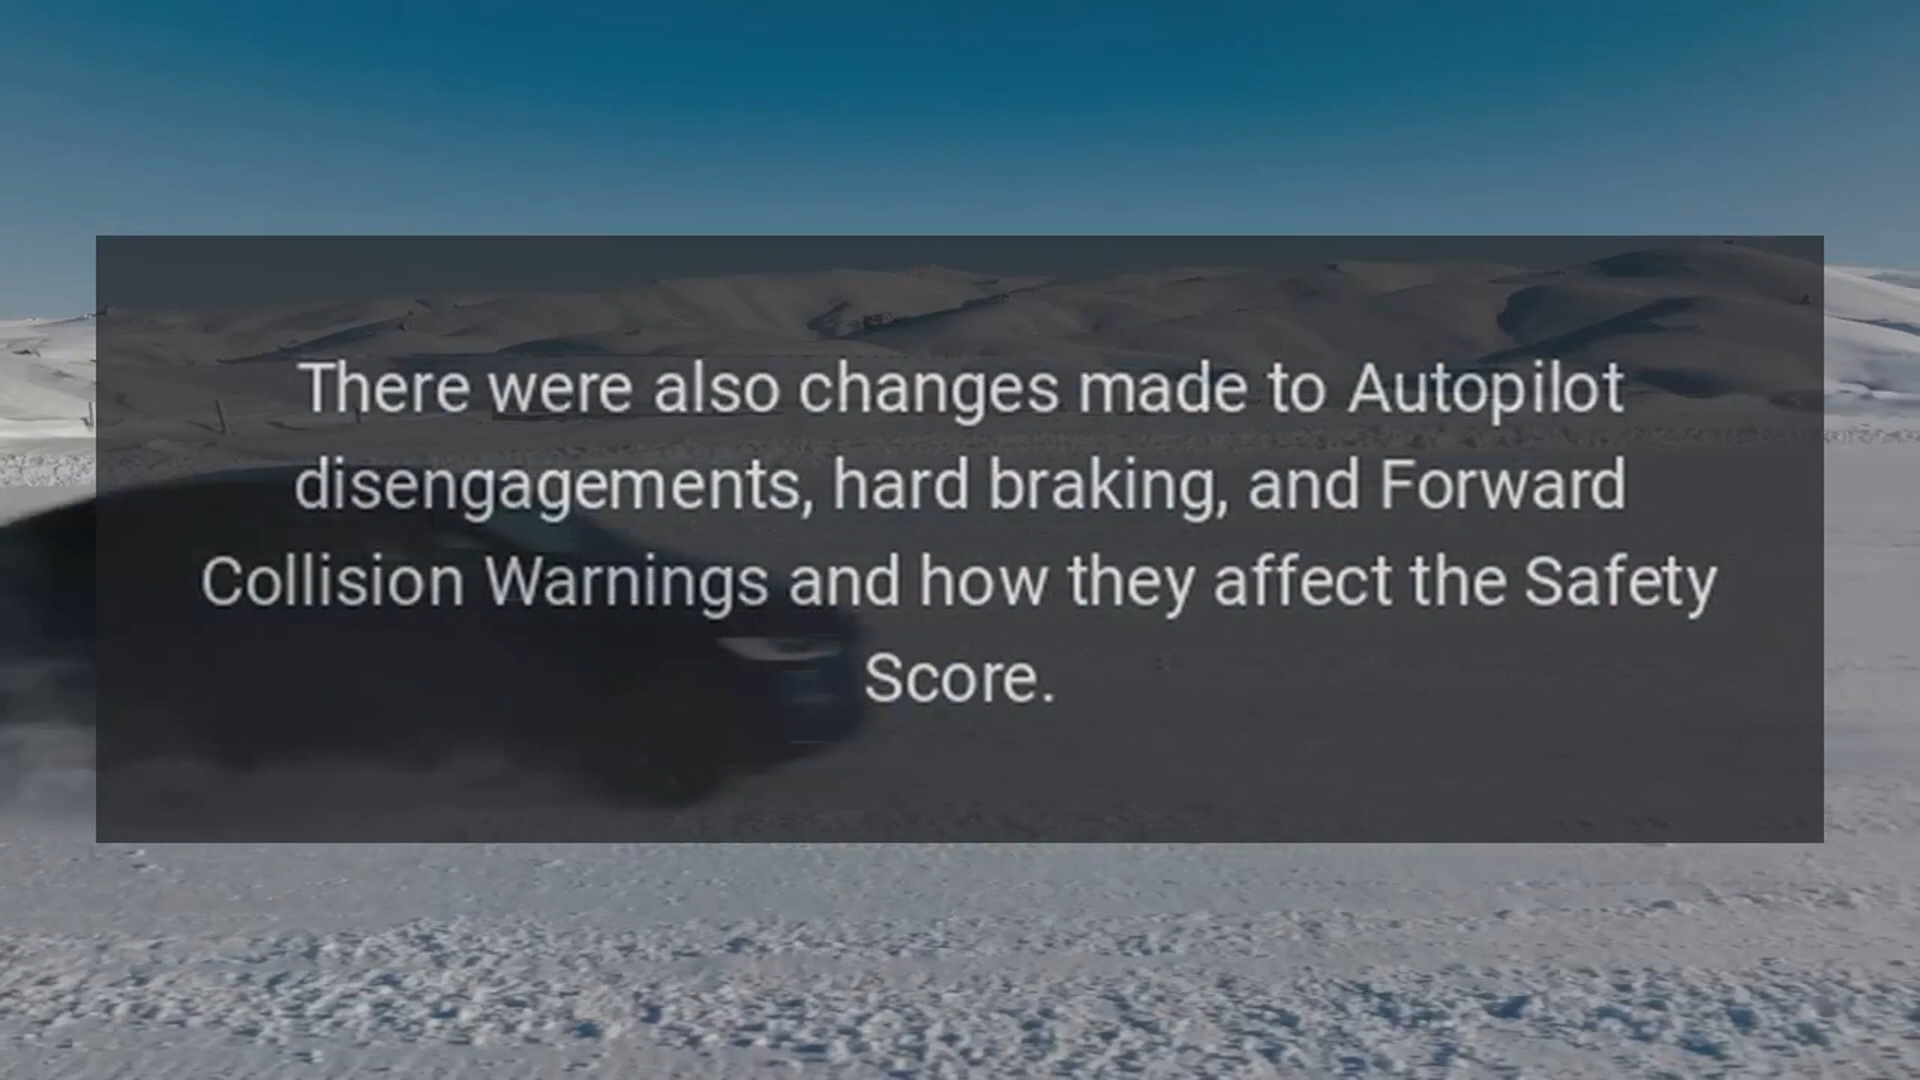 There were also changes made to Autopilot
disengagements, hard braking, and Forward
Collision Warnings and how they affect the Safety
Score.